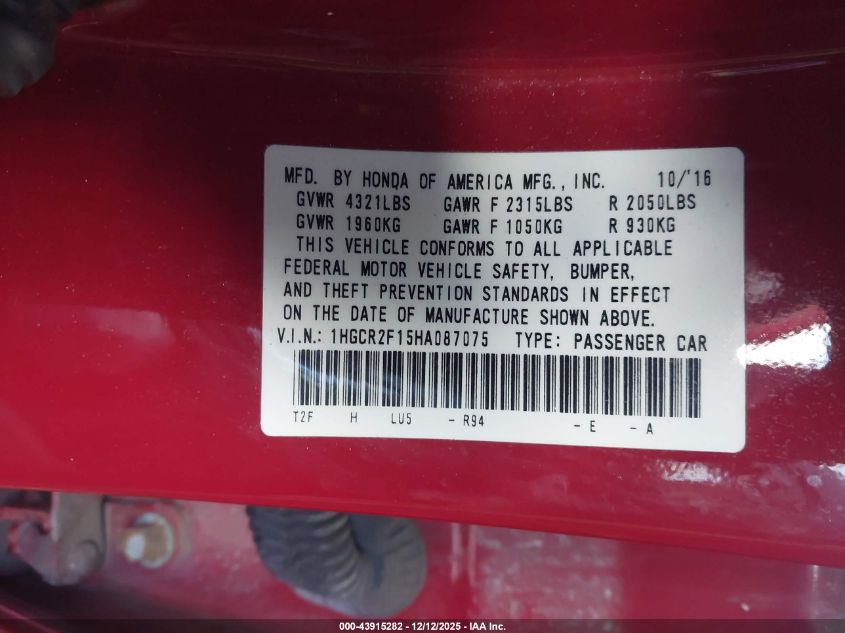 MFD. BY HONDA OF AMERICA MFG., INC. 10/'16
GVWR 4321LBS GAWR F 2315LBS R 2050LBS
GVWR 1960KG GAWR F 1050KG R 930KG
THIS VEHICLE CONFORMS TO ALL APPLICABLE
FEDERAL MOTOR VEHICLE SAFETY, BUMPER,
AND THEFT PREVENTION STANDARDS IN EFFECT
ON THE DATE OF MANUFACTURE SHOWN ABOVE.
V.I.N.: 1HGCR2F15HA087075 TYPE: PASSENGER CAR
T2F H LU5 - R94 - E - A
000-43915282 - 12/12/2025 - IAA Inc.